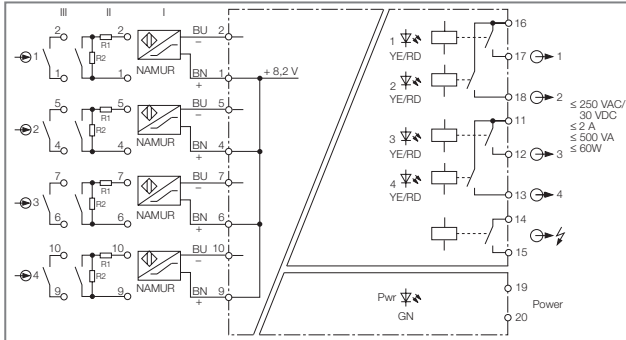 III II I
2 2 BU 2
R1
R2
−
1
1 1 BN 1
NAMUR +
+ 8,2 V
5 5 BU 5
R1
R2
−
2
4 4 BN 4
NAMUR +
7 7 BU 7
R1
R2
−
3
6 6 BN 6
NAMUR +
10 10 BU 10
R1
R2
−
4
9 9 BN 9
NAMUR +
16
1
YE/RD
17 1
2
YE/RD
18 2
11
3
YE/RD
12 3
4
YE/RD
13 4
≤ 250 VAC/
30 VDC
≤ 2 A
≤ 500 VA
≤ 60W
14
15
Pwr
GN
19
20
Power